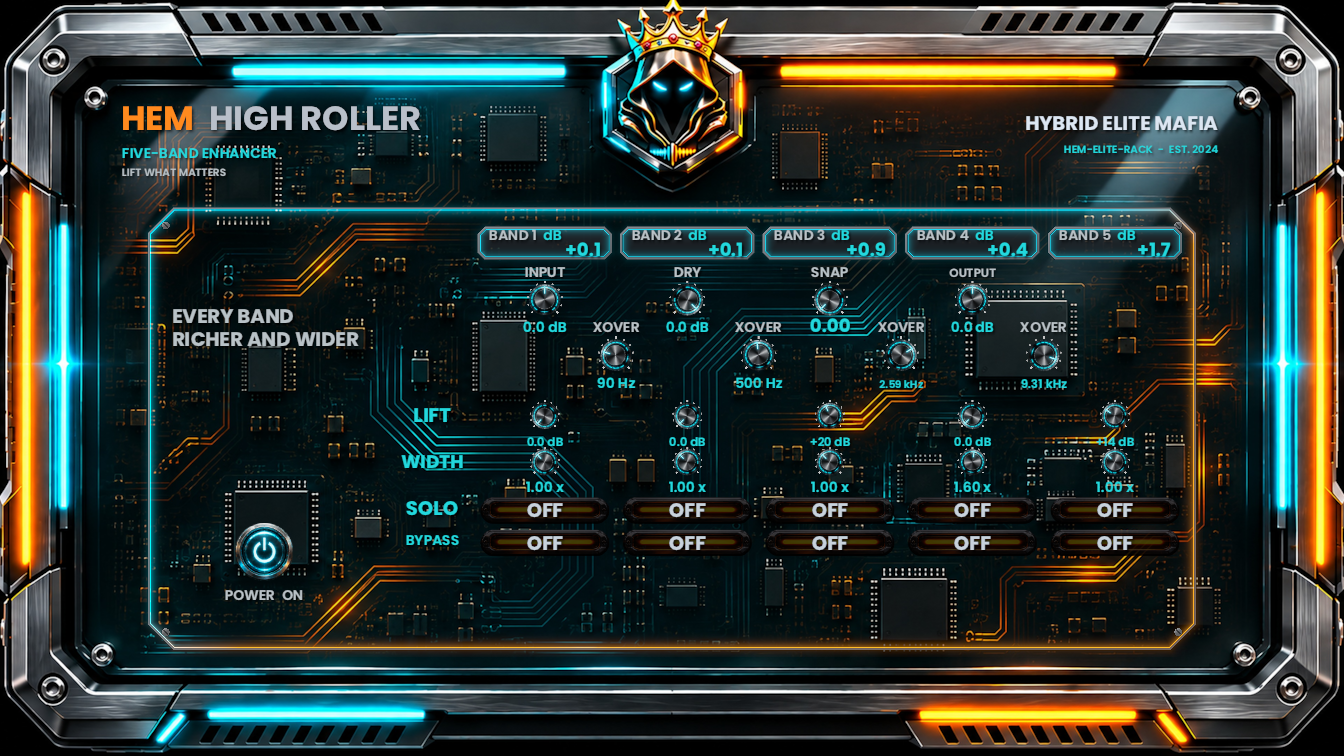 HEM HIGH ROLLER
FIVE-BAND ENHANCER
LIFT WHAT MATTERS
HYBRID ELITE MAFIA
HEM-ELITE-RACK - EST. 2024
BAND 1 dB +0.1
BAND 2 dB +0.1
BAND 3 dB +0.9
BAND 4 dB +0.4
BAND 5 dB +1.7
INPUT DRY SNAP OUTPUT
0.0 dB 0.0 dB 0.00 0.0 dB
EVERY BAND
RICHER AND WIDER
XOVER XOVER XOVER XOVER
90 Hz 500 Hz 2.59 kHz 9.31 kHz
LIFT
0.0 dB 0.0 dB +20 dB 0.0 dB +14 dB
WIDTH
1.00 x 1.00 x 1.00 x 1.60 x 1.00 x
SOLO OFF OFF OFF OFF OFF
BYPASS OFF OFF OFF OFF OFF
POWER ON